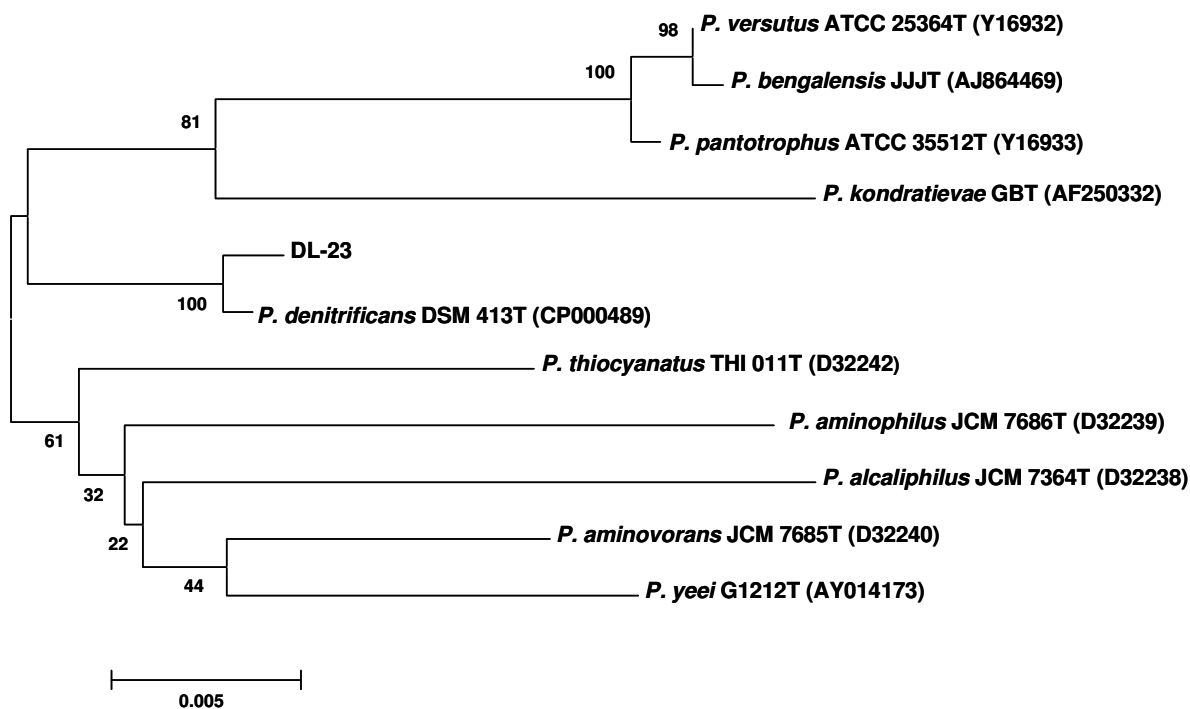 98
P. versutus ATCC 25364T (Y16932)
100
P. bengalensis JJJT (AJ864469)
81
P. pantotrophus ATCC 35512T (Y16933)
P. kondratievae GBT (AF250332)
DL-23
100
P. denitrificans DSM 413T (CP000489)
P. thiocyanatus THI 011T (D32242)
61
P. aminophilus JCM 7686T (D32239)
32
P. alcaliphilus JCM 7364T (D32238)
22
P. aminovorans JCM 7685T (D32240)
44
P. yeei G1212T (AY014173)
0.005